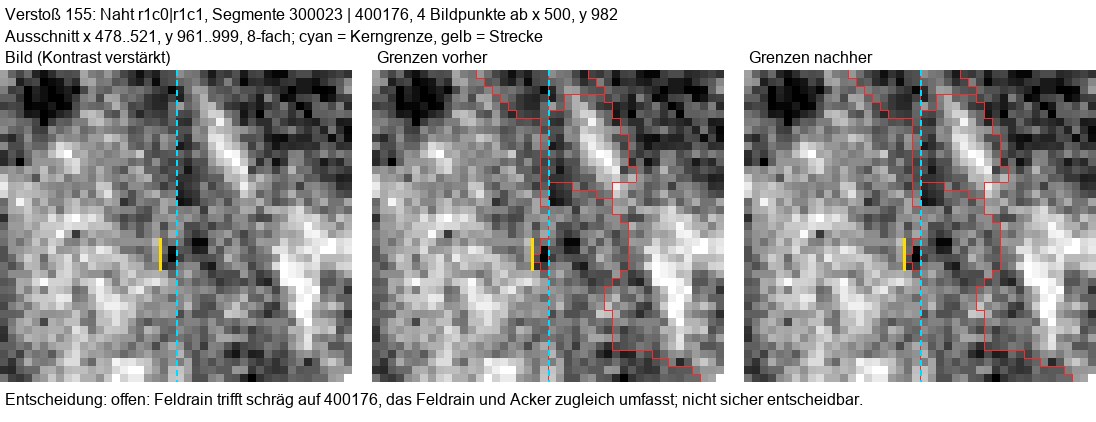 Verstoß 155: Naht r1c0|r1c1, Segmente 300023 | 400176, 4 Bildpunkte ab x 500, y 982
Ausschnitt x 478..521, y 961..999, 8-fach; cyan = Kerngrenze, gelb = Strecke
Bild (Kontrast verstärkt)
Grenzen vorher
Grenzen nachher
Entscheidung: offen: Feldrain trifft schräg auf 400176, das Feldrain und Acker zugleich umfasst; nicht sicher entscheidbar.